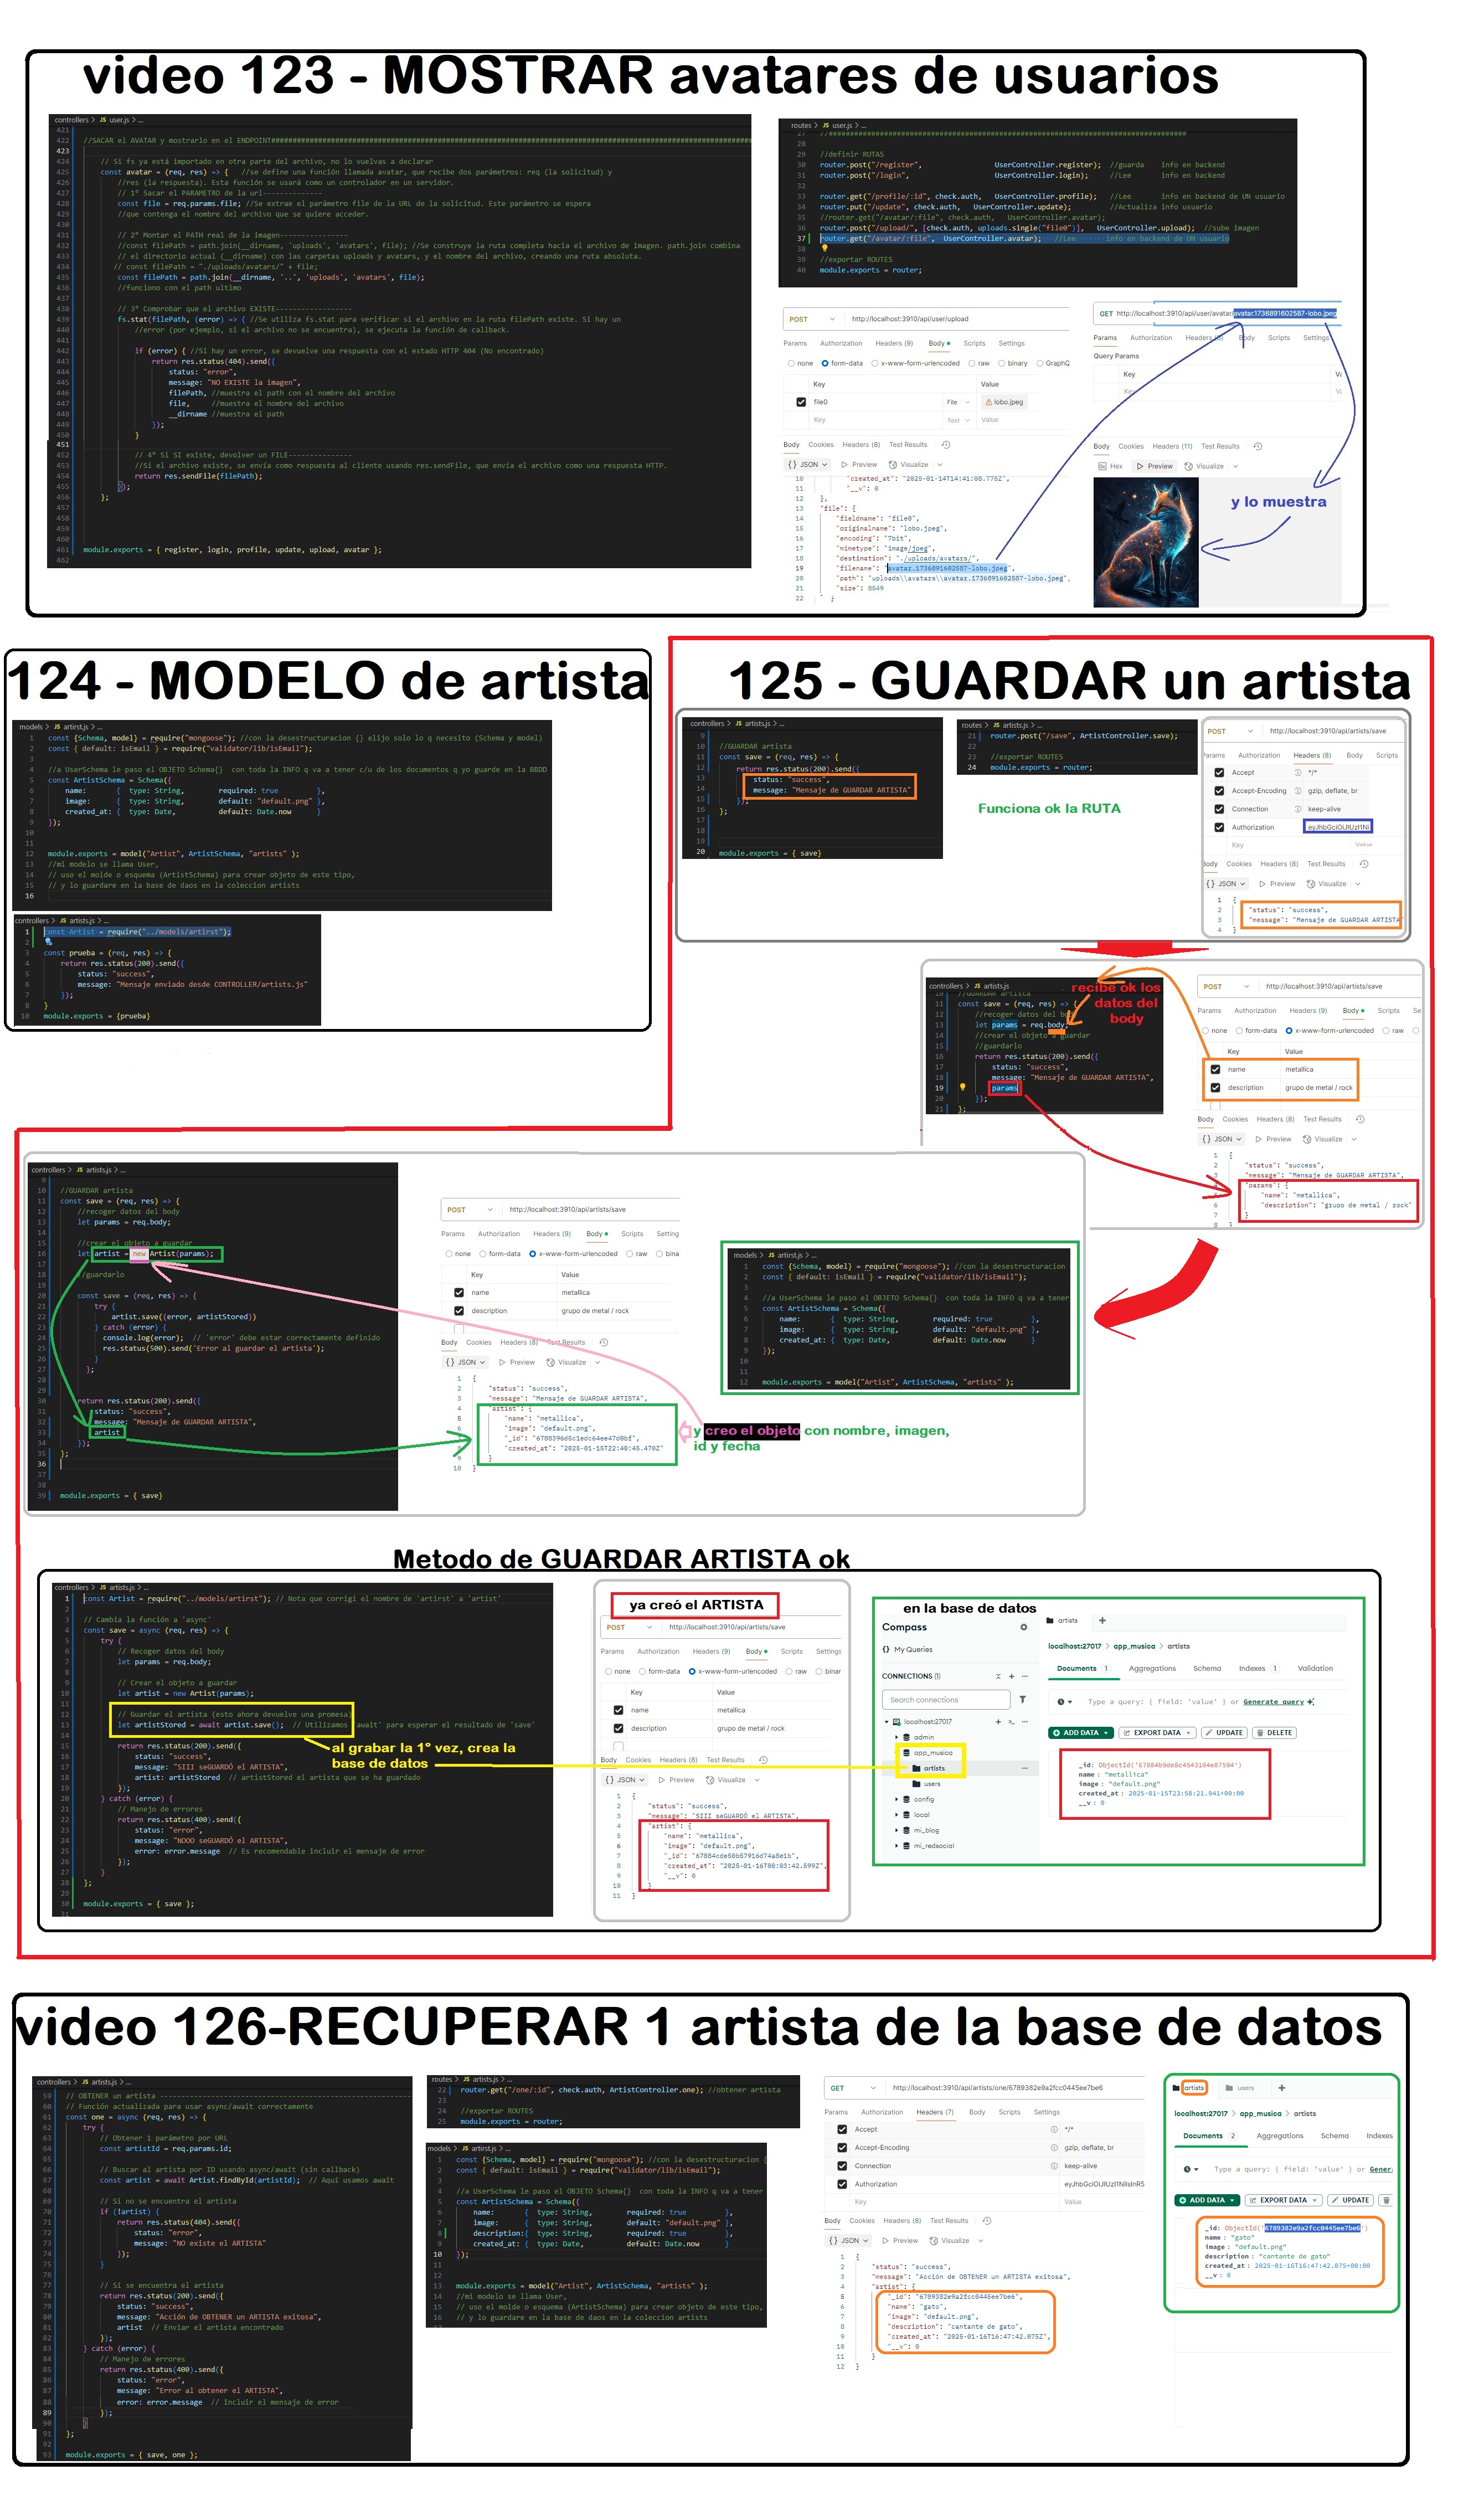 video 123 - MOSTRAR avatares de usuarios
controllers > JS user.js > ...
421
422 //SACAR el AVATAR y mostrarlo en el ENDPOINT
423
424 // Si fs ya está importado en otra parte del archivo, no lo vuelvas a declarar
425 const avatar = (req, res) => { //se define una función llamada avatar, que recibe dos parámetros: req (la solicitud) y
426 //res (la respuesta). Esta función se usará como un controlador en un servidor.
427 // 1º Sacar el PARAMETRO de la url--------------
428 const file = req.params.file; //Se extrae el parámetro file de la URL de la solicitud. Este parámetro se espera
429 //que contenga el nombre del archivo que se quiere acceder.
430
431 // 2º Montar el PATH real de la imagen----------------
432 //const filePath = path.join(__dirname, 'uploads', 'avatars', file); //Se construye la ruta completa hacia el archivo de imagen. path.join combina
433 // el directorio actual (__dirname) con las carpetas uploads y avatars, y el nombre del archivo, creando una ruta absoluta.
434 // const filePath = "./uploads/avatars/" + file;
435 const filePath = path.join(__dirname, '..', 'uploads', 'avatars', file);
436 //funciono con el path ultimo
437
438 // 3º Comprobar que el archivo EXISTE------------------
439 fs.stat(filePath, (error) => { //Se utiliza fs.stat para verificar si el archivo en la ruta filePath existe. Si hay un
440 //error (por ejemplo, si el archivo no se encuentra), se ejecuta la función de callback.
441
442 if (error) { //Si hay un error, se devuelve una respuesta con el estado HTTP 404 (No encontrado)
443 return res.status(404).send({
444 status: "error",
445 message: "NO EXISTE la imagen",
446 filePath, //muestra el path con el nombre del archivo
447 file, //muestra el nombre del archivo
448 __dirname //muestra el path
449 });
450 }
451
452 // 4º Si SI existe, devolver un FILE---------------
453 //Si el archivo existe, se envía como respuesta al cliente usando res.sendFile, que envía el archivo como una respuesta HTTP.
454 return res.sendFile(filePath);
455 });
456 };
457
458
459
460
461 module.exports = { register, login, profile, update, upload, avatar };
462
routes > JS user.js > ...
28
29 //definir RUTAS
30 router.post("/register", UserController.register); //guarda info en backend
31 router.post("/login", UserController.login); //Lee info en backend
32
33 router.get("/profile/:id", check.auth, UserController.profile); //Lee info en backend de UN usuario
34 router.put("/update", check.auth, UserController.update); //Actualiza info usuario
35 //router.get("/avatar/:file", check.auth, UserController.avatar);
36 router.post("/upload/", [check.auth, uploads.single("file0")], UserController.upload); //sube imagen
37 router.get("/avatar/:file", UserController.avatar); //Lee info en backend de UN usuario
38
39 //exportar ROUTES
40 module.exports = router;
POST http://localhost:3910/api/user/upload
Params Authorization Headers (9) Body Scripts Settings
none form-data x-www-form-urlencoded raw binary GraphQ
Key Value
file0 File lobo.jpeg
Key Text Value
Body Cookies Headers (8) Test Results
{ } JSON Preview Visualize
10 "created_at": "2025-01-14T14:41:08.775Z",
11 "__v": 0
12 },
13 "file": {
14 "fieldname": "file0",
15 "originalname": "lobo.jpeg",
16 "encoding": "7bit",
17 "mimetype": "image/jpeg",
18 "destination": "./uploads/avatars/",
19 "filename": "avatar.1736891602587-lobo.jpeg",
20 "path": "uploads\\avatars\\avatar.1736891602587-lobo.jpeg",
21 "size": 8849
22 }
GET http://localhost:3910/api/user/avatar/avatar.1736891602587-lobo.jpeg
Params Authorization Headers Body Scripts Settings
Query Params
Key
Key
Body Cookies Headers (11) Test Results
Hex Preview Visualize
y lo muestra
124 - MODELO de artista
models > JS artirst.js > ...
1 const {Schema, model} = require("mongoose"); //con la desestructuracion {} elijo solo lo q necesito (Schema y model)
2 const { default: isEmail } = require("validator/lib/isEmail");
3
4 //a UserSchema le paso el OBJETO Schema{} con toda la INFO q va a tener c/u de los documentos q yo guarde en la BBDD
5 const ArtistSchema = Schema({
6 name: { type: String, required: true },
7 image: { type: String, default: "default.png" },
8 created_at: { type: Date, default: Date.now }
9 });
10
11
12 module.exports = model("Artist", ArtistSchema, "artists" );
13 //mi modelo se llama User,
14 // uso el molde o esquema (ArtistSchema) para crear objeto de este tipo,
15 // y lo guardare en la base de daos en la coleccion artists
16
controllers > JS artists.js > ...
1 const Artist = require("../models/artirst");
2
3 const prueba = (req, res) => {
4 return res.status(200).send({
5 status: "success",
6 message: "Mensaje enviado desde CONTROLLER/artists.js"
7 });
8 }
10 module.exports = {prueba}
125 - GUARDAR un artista
controllers > JS artists.js > ...
9
10 //GUARDAR artista
11 const save = (req, res) => {
12 return res.status(200).send({
13 status: "success",
14 message: "Mensaje de GUARDAR ARTISTA"
15 });
16 };
17
18
19
20 module.exports = { save}
routes > JS artists.js > ...
21 router.post("/save", ArtistController.save);
22
23 //exportar ROUTES
24 module.exports = router;
Funciona ok la RUTA
POST http://localhost:3910/api/artists/save
Params Authorization Headers (8) Body Scripts
Accept */*
Accept-Encoding gzip, deflate, br
Connection keep-alive
Authorization eyJhbGciOiJIUzI1Ni
Key Value
Body Cookies Headers (8) Test Results
{ } JSON Preview Visualize
1 {
2 "status": "success",
3 "message": "Mensaje de GUARDAR ARTISTA"
4 }
controllers > JS artists.js
10 //GUARDAR artista
11 const save = (req, res) => {
12 //recoger datos del body
13 let params = req.body;
14 //crear el objeto a guardar
15 //guardarlo
16 return res.status(200).send({
17 status: "success",
18 message: "Mensaje de GUARDAR ARTISTA",
19 params
20 });
21 };
recibe ok los
datos del
body
POST http://localhost:3910/api/artists/save
Params Authorization Headers (9) Body Scripts Se
none form-data x-www-form-urlencoded raw
Key Value
name metallica
description grupo de metal / rock
Body Cookies Headers (8) Test Results
{ } JSON Preview Visualize
1 {
2 "status": "success",
3 "message": "Mensaje de GUARDAR ARTISTA",
4 "params": {
5 "name": "metallica",
6 "description": "grupo de metal / rock"
7 }
8 }
controllers > JS artists.js > ...
9
10 //GUARDAR artista
11 const save = (req, res) => {
12 //recoger datos del body
13 let params = req.body;
14
15 //crear el objeto a guardar
16 let artist = new Artist(params);
17
18 //guardarlo
19
20 const save = (req, res) => {
21 try {
22 artist.save((error, artistStored))
23 } catch (error) {
24 console.log(error); // 'error' debe estar correctamente definido
25 res.status(500).send('Error al guardar el artista');
26 }
27 };
28
29
30 return res.status(200).send({
31 status: "success",
32 message: "Mensaje de GUARDAR ARTISTA",
33 artist
34 });
35 };
36
37
38
39 module.exports = { save}
POST http://localhost:3910/api/artists/save
Params Authorization Headers (9) Body Scripts Setting
none form-data x-www-form-urlencoded raw bina
Key Value
name metallica
description grupo de metal / rock
Body Cookies Headers (8) Test Results
{ } JSON Preview Visualize
1 {
2 "status": "success",
3 "message": "Mensaje de GUARDAR ARTISTA",
4 "artist": {
5 "name": "metallica",
6 "image": "default.png",
7 "_id": "6788396d5c1edc64ee47d0bf",
8 "created_at": "2025-01-15T22:40:45.470Z"
9 }
10 }
y creo el objeto con nombre, imagen,
id y fecha
models > JS artirst.js > ...
1 const {Schema, model} = require("mongoose"); //con la desestructuracion
2 const { default: isEmail } = require("validator/lib/isEmail");
3
4 //a UserSchema le paso el OBJETO Schema{} con toda la INFO q va a tener
5 const ArtistSchema = Schema({
6 name: { type: String, required: true },
7 image: { type: String, default: "default.png" },
8 created_at: { type: Date, default: Date.now }
9 });
10
11
12 module.exports = model("Artist", ArtistSchema, "artists" );
Metodo de GUARDAR ARTISTA ok
controllers > JS artists.js > ...
1 const Artist = require("../models/artirst"); // Nota que corrigí el nombre de 'artirst' a 'artist'
2
3 // Cambia la función a 'async'
4 const save = async (req, res) => {
5 try {
6 // Recoger datos del body
7 let params = req.body;
8
9 // Crear el objeto a guardar
10 let artist = new Artist(params);
11
12 // Guardar el artista (esto ahora devuelve una promesa)
13 let artistStored = await artist.save(); // Utilizamos 'await' para esperar el resultado de 'save'
14
15 return res.status(200).send({
16 status: "success",
17 message: "SIII seGUARDÓ el ARTISTA",
18 artist: artistStored // artistStored el artista que se ha guardado
19 });
20 } catch (error) {
21 // Manejo de errores
22 return res.status(400).send({
23 status: "error",
24 message: "NOOO seGUARDÓ el ARTISTA",
25 error: error.message // Es recomendable incluir el mensaje de error
26 });
27 }
28 };
29
30 module.exports = { save };
31
al grabar la 1º vez, crea la
base de datos
ya creó el ARTISTA
POST http://localhost:3910/api/artists/save
Params Authorization Headers (9) Body Scripts Settings
none form-data x-www-form-urlencoded raw binar
Key Value
name metallica
description grupo de metal / rock
Body Cookies Headers (8) Test Results
{ } JSON Preview Visualize
1 {
2 "status": "success",
3 "message": "SIII seGUARDÓ el ARTISTA",
4 "artist": {
5 "name": "metallica",
6 "image": "default.png",
7 "_id": "67884cde58b57916d74a8e1b",
8 "created_at": "2025-01-16T00:03:42.599Z",
9 "__v": 0
10 }
11 }
en la base de datos
Compass
{} My Queries
CONNECTIONS (1)
Search connections
localhost:27017
admin
app_musica
artists
users
config
local
mi_blog
mi_redsocial
artists
localhost:27017 > app_musica > artists
Documents 1 Aggregations Schema Indexes 1 Validation
Type a query: { field: 'value' } or Generate query
ADD DATA EXPORT DATA UPDATE DELETE
_id: ObjectId('67884b9de8c4543194e87594')
name : "metallica"
image : "default.png"
created_at : 2025-01-15T23:58:21.941+00:00
__v : 0
video 126-RECUPERAR 1 artista de la base de datos
controllers > JS artists.js > ...
59 // OBTENER un artista
60 // Función actualizada para usar async/await correctamente
61 const one = async (req, res) => {
62 try {
63 // Obtener 1 parámetro por URL
64 const artistId = req.params.id;
65
66 // Buscar al artista por ID usando async/await (sin callback)
67 const artist = await Artist.findById(artistId); // Aquí usamos await
68
69 // Si no se encuentra el artista
70 if (!artist) {
71 return res.status(404).send({
72 status: "error",
73 message: "NO existe el ARTISTA"
74 });
75 }
76
77 // Si se encuentra el artista
78 return res.status(200).send({
79 status: "success",
80 message: "Acción de OBTENER un ARTISTA exitosa",
81 artist // Enviar el artista encontrado
82 });
83 } catch (error) {
84 // Manejo de errores
85 return res.status(400).send({
86 status: "error",
87 message: "Error al obtener el ARTISTA",
88 error: error.message // Incluir el mensaje de error
89 });
90 }
91 };
92
93 module.exports = { save, one };
routes > JS artists.js > ...
22 router.get("/one/:id", check.auth, ArtistController.one); //obtener artista
23
24 //exportar ROUTES
25 module.exports = router;
models > JS artirst.js > ...
1 const {Schema, model} = require("mongoose"); //con la desestructuracion {
2 const { default: isEmail } = require("validator/lib/isEmail");
3
4 //a UserSchema le paso el OBJETO Schema{} con toda la INFO q va a tener
5 const ArtistSchema = Schema({
6 name: { type: String, required: true },
7 image: { type: String, default: "default.png" },
8 description:{ type: String, required: true },
9 created_at: { type: Date, default: Date.now }
10 });
11
12
13 module.exports = model("Artist", ArtistSchema, "artists" );
14 //mi modelo se llama User,
15 // uso el molde o esquema (ArtistSchema) para crear objeto de este tipo,
16 // y lo guardare en la base de daos en la coleccion artists
17
GET http://localhost:3910/api/artists/one/6789382e9a2fcc0445ee7be6
Params Authorization Headers (7) Body Scripts Settings
Accept */*
Accept-Encoding gzip, deflate, br
Connection keep-alive
Authorization eyJhbGciOiJIUzI1NiIsInR5
Key Value
Body Cookies Headers (8) Test Results
{ } JSON Preview Visualize
1 {
2 "status": "success",
3 "message": "Acción de OBTENER un ARTISTA exitosa",
4 "artist": {
5 "_id": "6789382e9a2fcc0445ee7be6",
6 "name": "gato",
7 "image": "default.png",
8 "description": "cantante de gato",
9 "created_at": "2025-01-16T16:47:42.075Z",
10 "__v": 0
11 }
12 }
artists users
localhost:27017 > app_musica > artists
Documents 2 Aggregations Schema Indexes
Type a query: { field: 'value' } or Gener
ADD DATA EXPORT DATA UPDATE
_id: ObjectId('6789382e9a2fcc0445ee7be6')
name : "gato"
image : "default.png"
description : "cantante de gato"
created_at : 2025-01-16T16:47:42.075+00:00
__v : 0